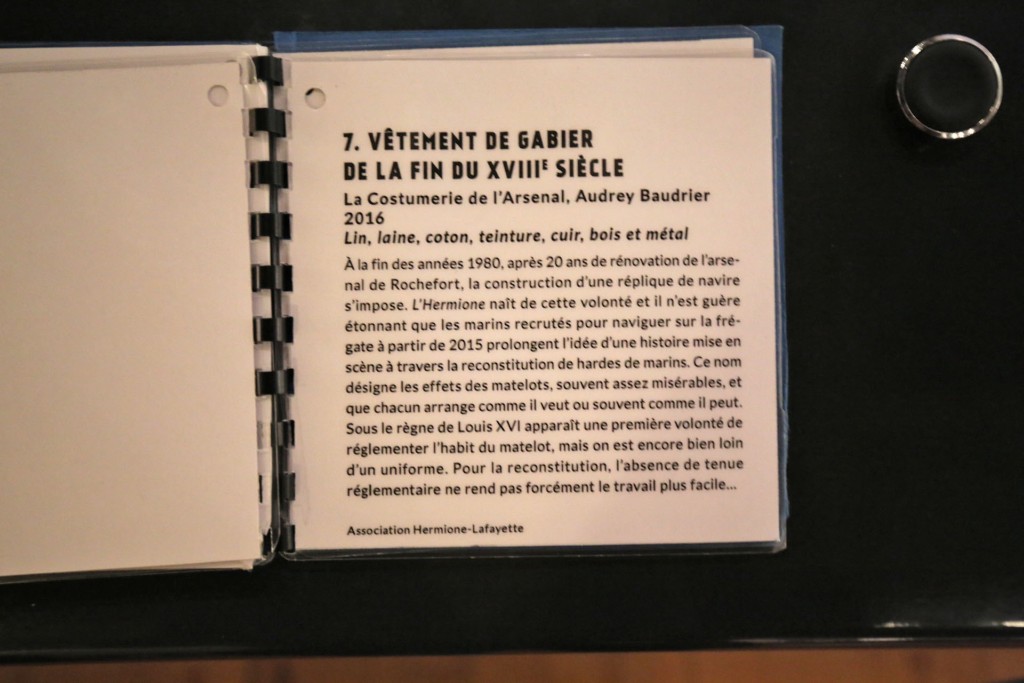 7. VÊTEMENT DE GABIER
DE LA FIN DU XVIIIE SIÈCLE
La Costumerie de l'Arsenal, Audrey Baudrier
2016
Lin, laine, coton, teinture, cuir, bois et métal
À la fin des années 1980, après 20 ans de rénovation de l'arse-
nal de Rochefort, la construction d'une réplique de navire
s'impose. L'Hermione naît de cette volonté et il n'est guère
étonnant que les marins recrutés pour naviguer sur la fré-
gate à partir de 2015 prolongent l'idée d'une histoire mise en
scène à travers la reconstitution de hardes de marins. Ce nom
désigne les effets des matelots, souvent assez misérables, et
que chacun arrange comme il veut ou souvent comme il peut.
Sous le règne de Louis XVI apparaît une première volonté de
réglementer l'habit du matelot, mais on est encore bien loin
d'un uniforme. Pour la reconstitution, l'absence de tenue
réglementaire ne rend pas forcément le travail plus facile...
Association Hermione-Lafayette